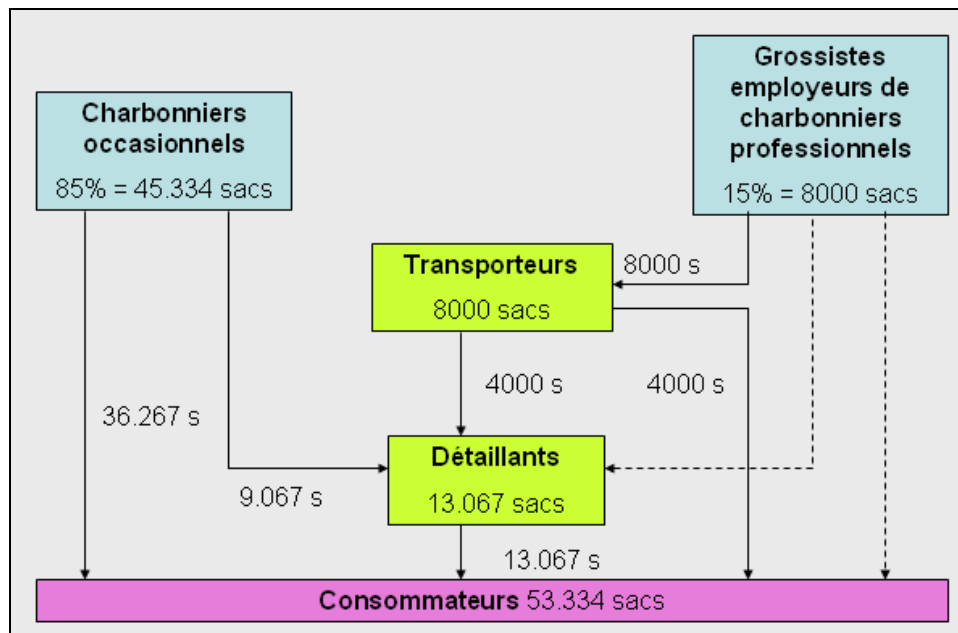 Charbonniers
occasionnels
85% = 45.334 sacs
Grossistes
employeurs de
charbonniers
professionnels
15% = 8000 sacs
Transporteurs
8000 sacs
8000 s
4000 s
4000 s
36.267 s
Détaillants
13.067 sacs
9.067 s
13.067 s
Consommateurs 53.334 sacs